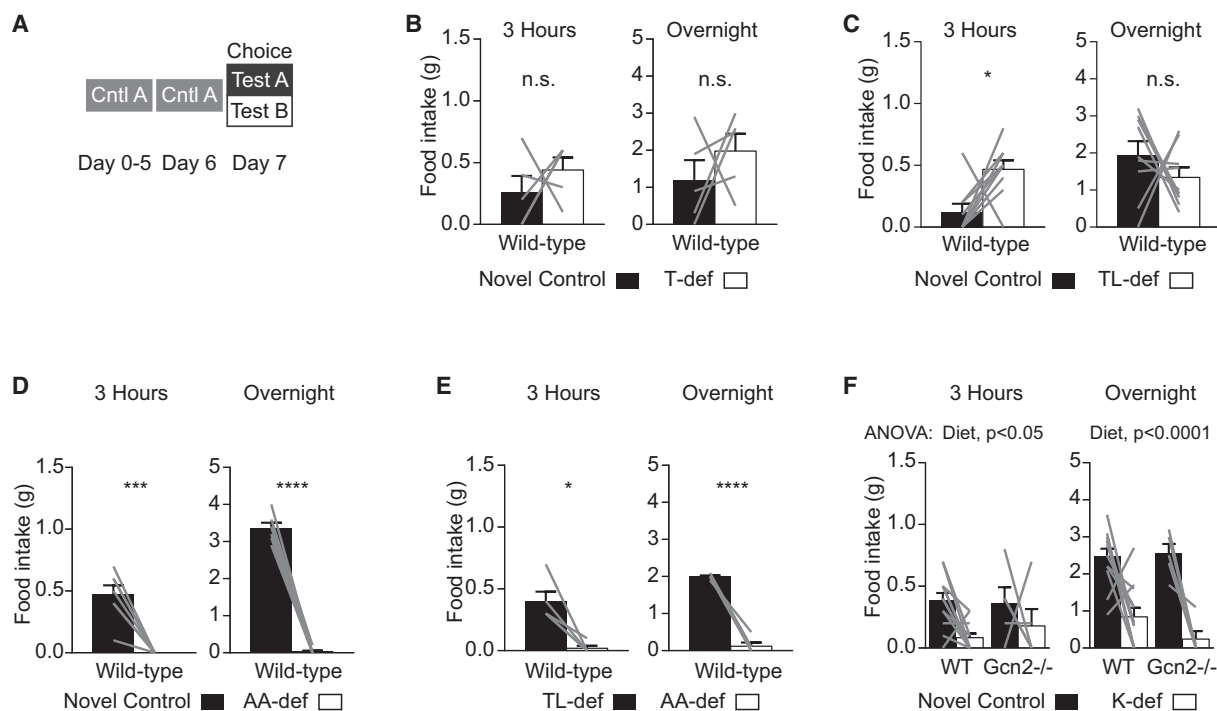 A
Choice
Cntl A Cntl A Test A
Test B
Day 0-5 Day 6 Day 7
B
3 Hours Overnight
Food intake (g)
1.5
1.0
0.5
0.0
n.s.
5
4
3
2
1
0
n.s.
Wild-type Wild-type
Novel Control T-def
C
3 Hours Overnight
Food intake (g)
1.5
1.0
0.5
0.0
*
5
4
3
2
1
0
n.s.
Wild-type Wild-type
Novel Control TL-def
D
3 Hours Overnight
Food intake (g)
1.5
1.0
0.5
0.0
***
5
4
3
2
1
0
****
Wild-type Wild-type
Novel Control AA-def
E
3 Hours Overnight
Food intake (g)
1.5
1.0
0.5
0.0
*
5
4
3
2
1
0
****
Wild-type Wild-type
TL-def AA-def
F
3 Hours Overnight
ANOVA: Diet, p<0.05 Diet, p<0.0001
Food intake (g)
1.5
1.0
0.5
0.0
5
4
3
2
1
0
WT Gcn2-/- WT Gcn2-/-
Novel Control K-def